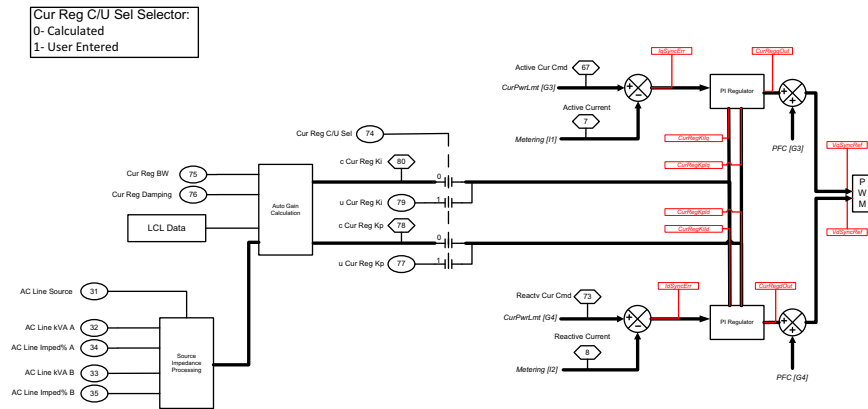 Cur Reg C/U Sel Selector:
0- Calculated
1- User Entered
IqSyncErr
CurRegqOut
Active Cur Cmd
67
CurPwrLmt [G3]
PI Regulator
Active Current
7
Metering [I1]
PFC [G3]
Cur Reg C/U Sel
74
CurRegKiIq
VqSyncRef
c Cur Reg Ki
80
CurRegKpIq
Cur Reg BW
75
0
Cur Reg Damping
76
Auto Gain
Calculation
u Cur Reg Ki
79
1
P
W
M
LCL Data
c Cur Reg Kp
78
CurRegKpId
CurRegKiId
VdSyncRef
0
u Cur Reg Kp
77
1
AC Line Source
31
Reactv Cur Cmd
73
IdSyncErr
CurRegdOut
CurPwrLmt [G4]
PI Regulator
AC Line kVA A
32
AC Line Imped% A
34
Source
Impedance
Processing
Reactive Current
8
AC Line kVA B
33
Metering [I2]
PFC [G4]
AC Line Imped% B
35